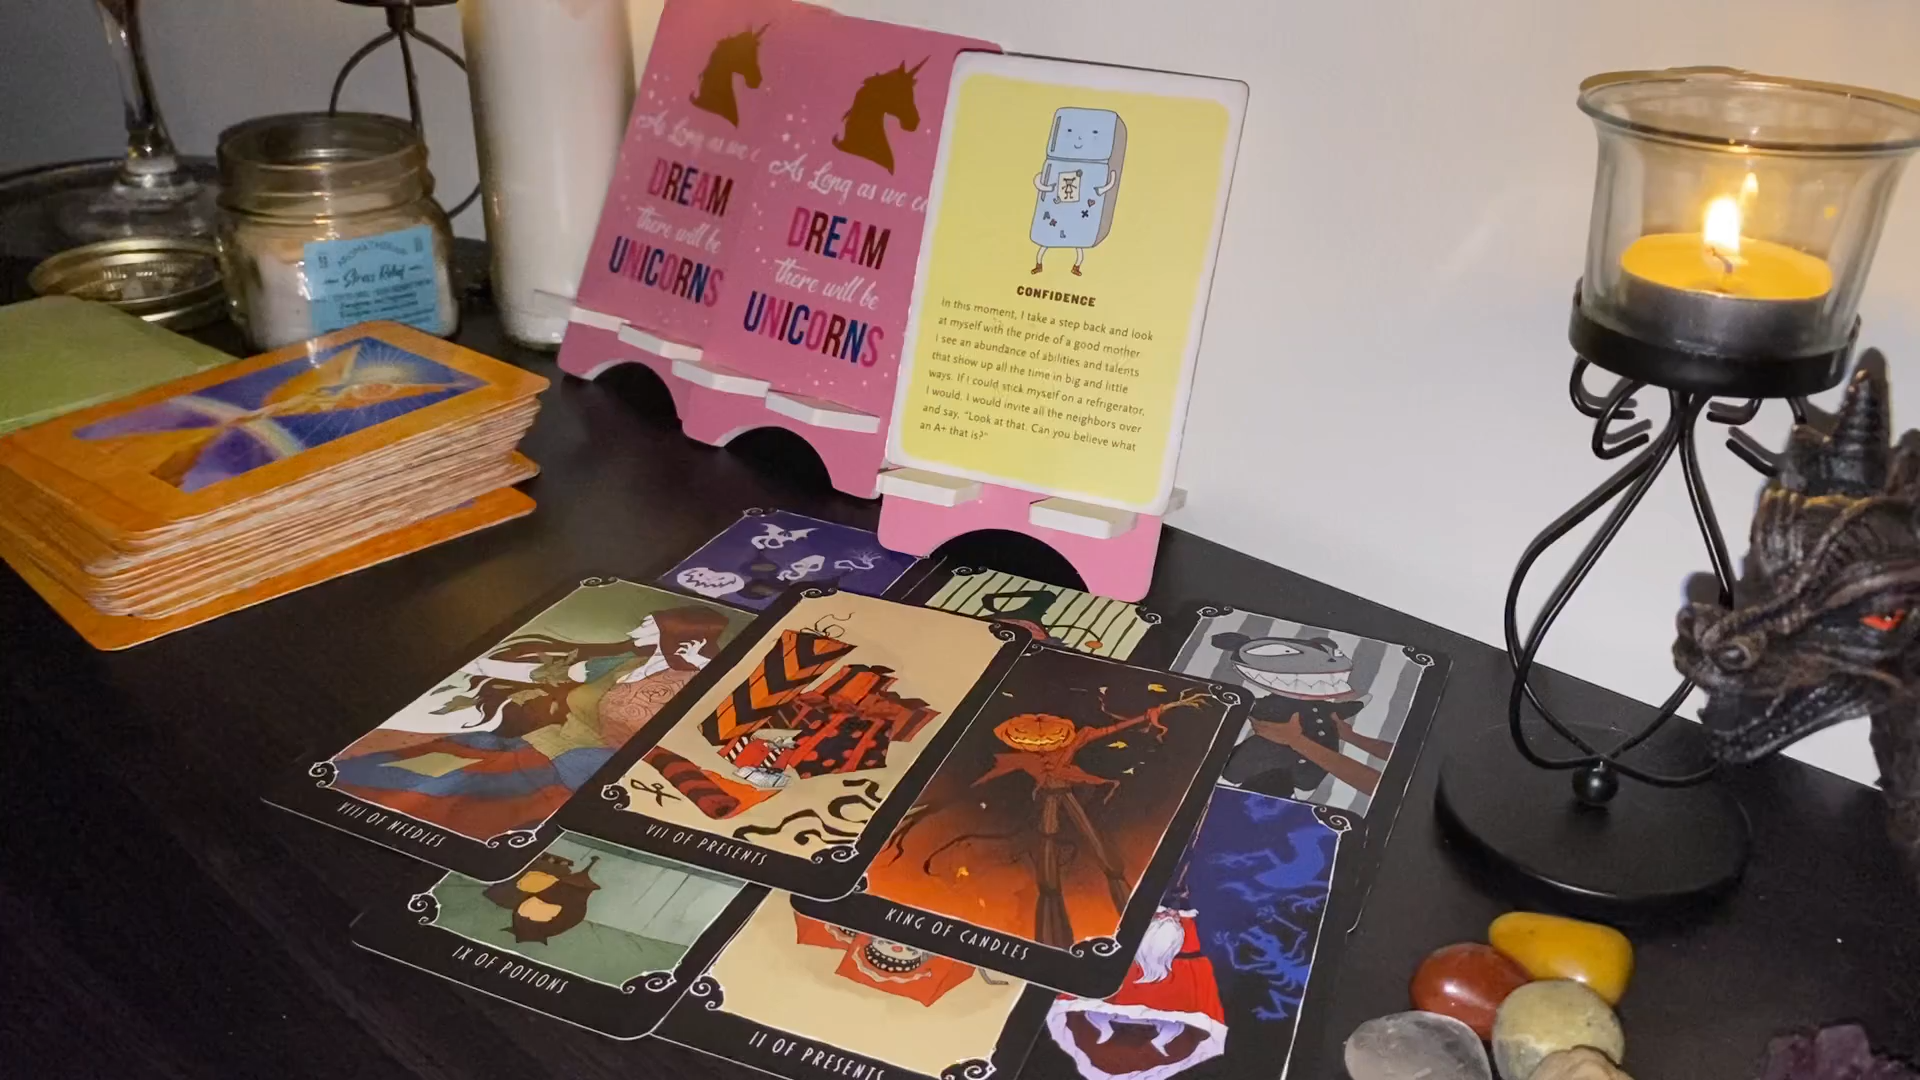 As Long as we c
DREAM
there will be
UNICORNS
As Long as we ca
DREAM
there will be
UNICORNS
CONFIDENCE
In this moment, I take a step back and look
at myself with the pride of a good mother
I see an abundance of abilities and talents
that show up all the time in big and little
ways. If I could stick myself on a refrigerator,
I would. I would invite all the neighbors over
and say, "Look at that. Can you believe what
an A+ that is?"
AROMATHERAPY
Stress Relief
VIII OF NEEDLES
VII OF PRESENTS
KING OF CANDLES
IX OF POTIONS
II OF PRESENTS